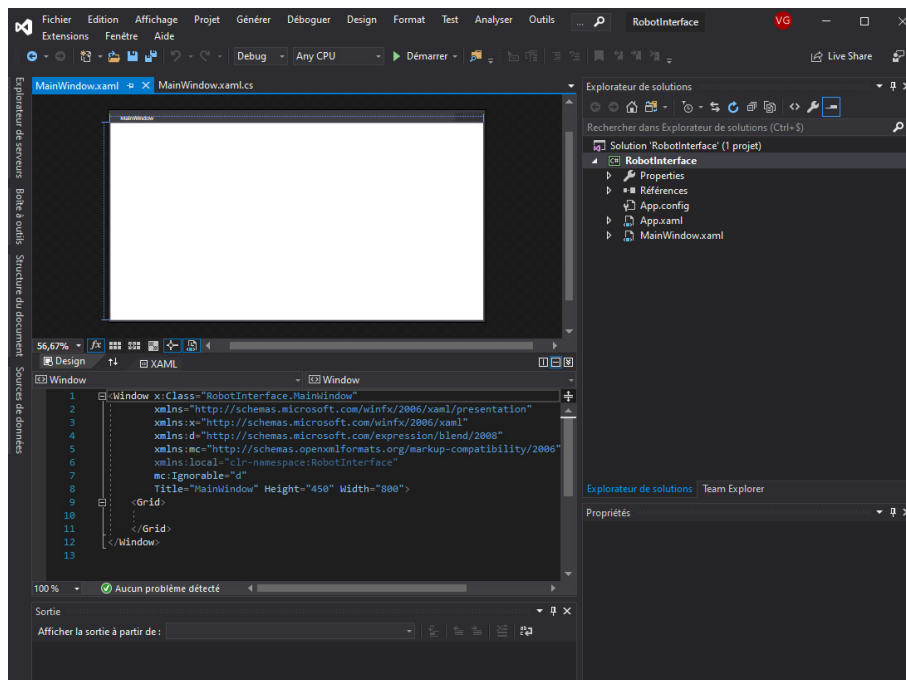 Fichier Edition Affichage Projet Générer Déboguer Design Format Test Analyser Outils ... RobotInterface VG
Extensions Fenêtre Aide
Debug Any CPU Démarrer Live Share
Explorateur de serveurs
Boîte à outils
Structure du document
Sources de données
MainWindow.xaml MainWindow.xaml.cs
MainWindow
56,67% fx
Design XAML
Window Window
1 <Window x:Class="RobotInterface.MainWindow"
2 xmlns="http://schemas.microsoft.com/winfx/2006/xaml/presentation"
3 xmlns:x="http://schemas.microsoft.com/winfx/2006/xaml"
4 xmlns:d="http://schemas.microsoft.com/expression/blend/2008"
5 xmlns:mc="http://schemas.openxmlformats.org/markup-compatibility/2006"
6 xmlns:local="clr-namespace:RobotInterface"
7 mc:Ignorable="d"
8 Title="MainWindow" Height="450" Width="800">
9 <Grid>
10
11 </Grid>
12 </Window>
13
100 % Aucun problème détecté
Sortie
Afficher la sortie à partir de :
Explorateur de solutions
Rechercher dans Explorateur de solutions (Ctrl+$)
Solution 'RobotInterface' (1 projet)
C# RobotInterface
Properties
Références
App.config
App.xaml
MainWindow.xaml
Explorateur de solutions Team Explorer
Propriétés